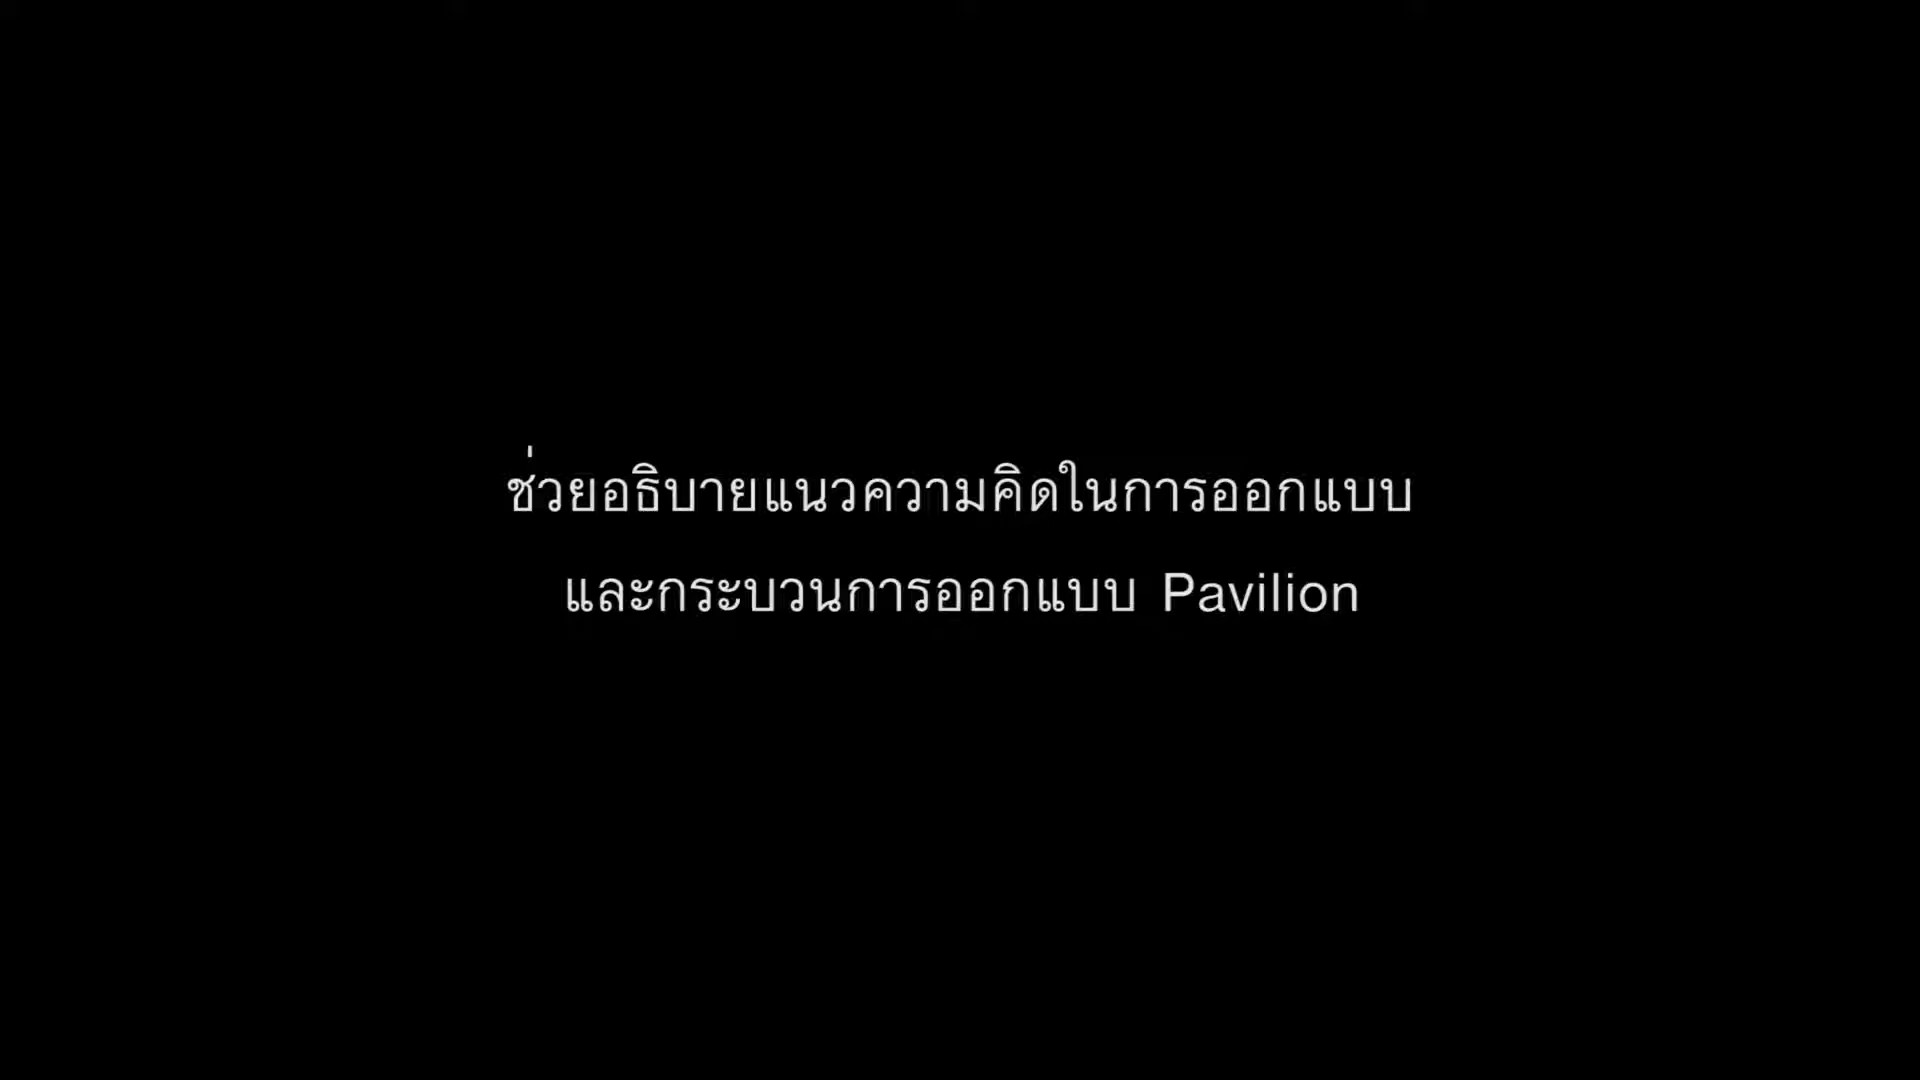 ช่วยอธิบายแนวความคิดในการออกแบบ
และกระบวนการออกแบบ Pavilion